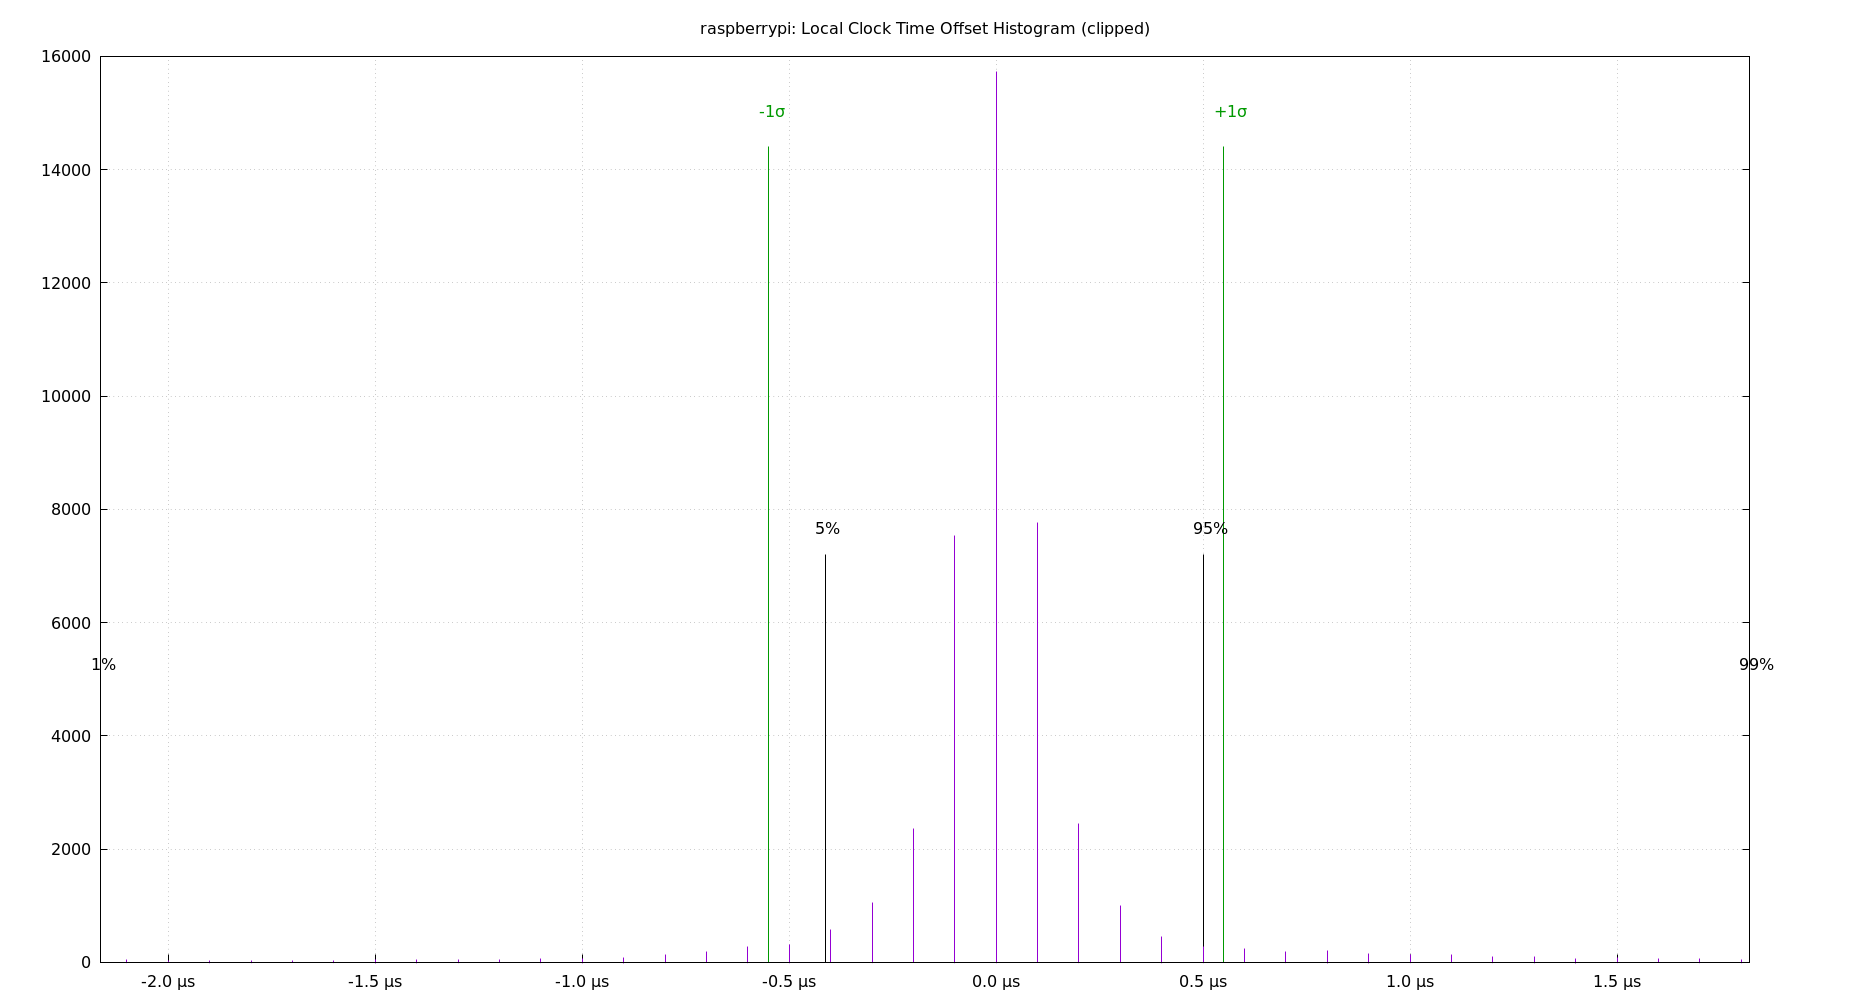 raspberrypi: Local Clock Time Offset Histogram (clipped)
16000
-1σ
+1σ
14000
12000
10000
8000
5%
95%
6000
1%
99%
4000
2000
0
-2.0 µs
-1.5 µs
-1.0 µs
-0.5 µs
0.0 µs
0.5 µs
1.0 µs
1.5 µs